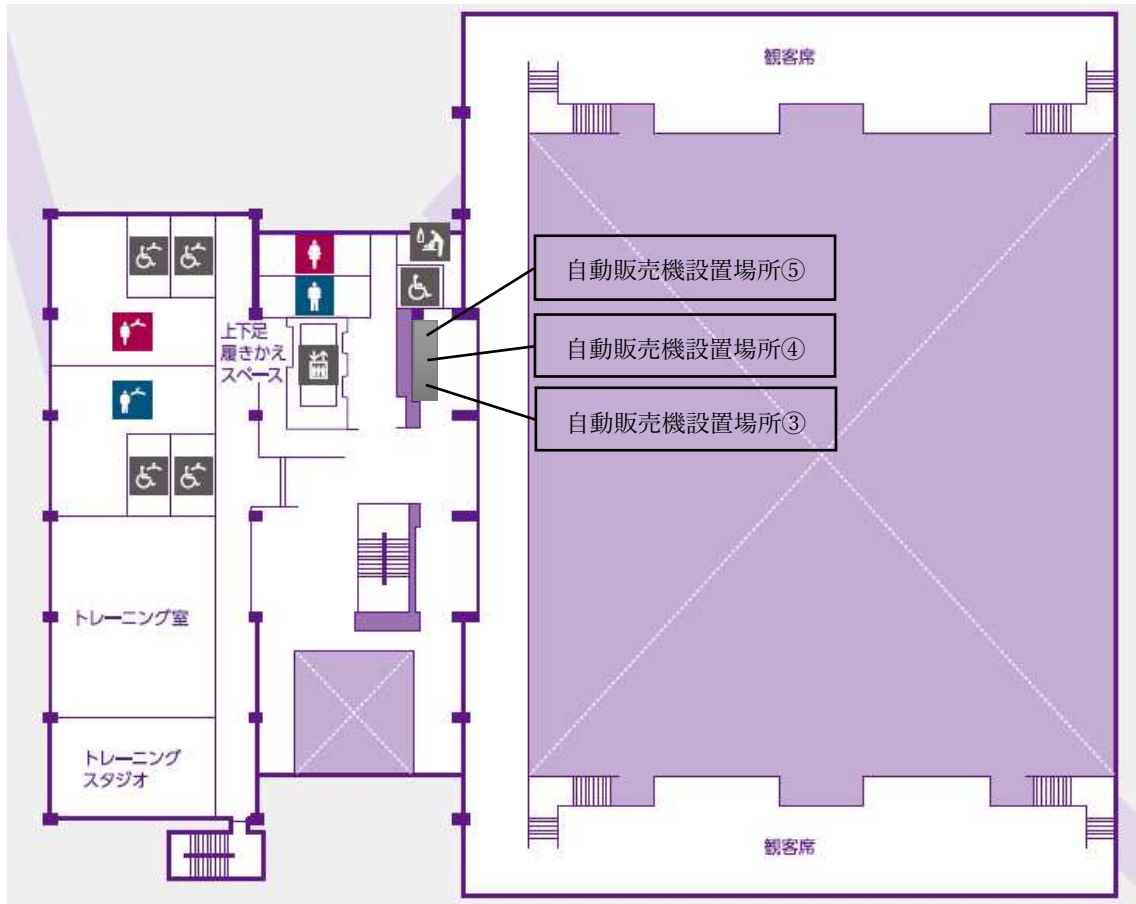 観客席
自動販売機設置場所⑤
自動販売機設置場所④
自動販売機設置場所③
上下足
履きかえ
スペース
トレーニング室
トレーニング
スタジオ
観客席